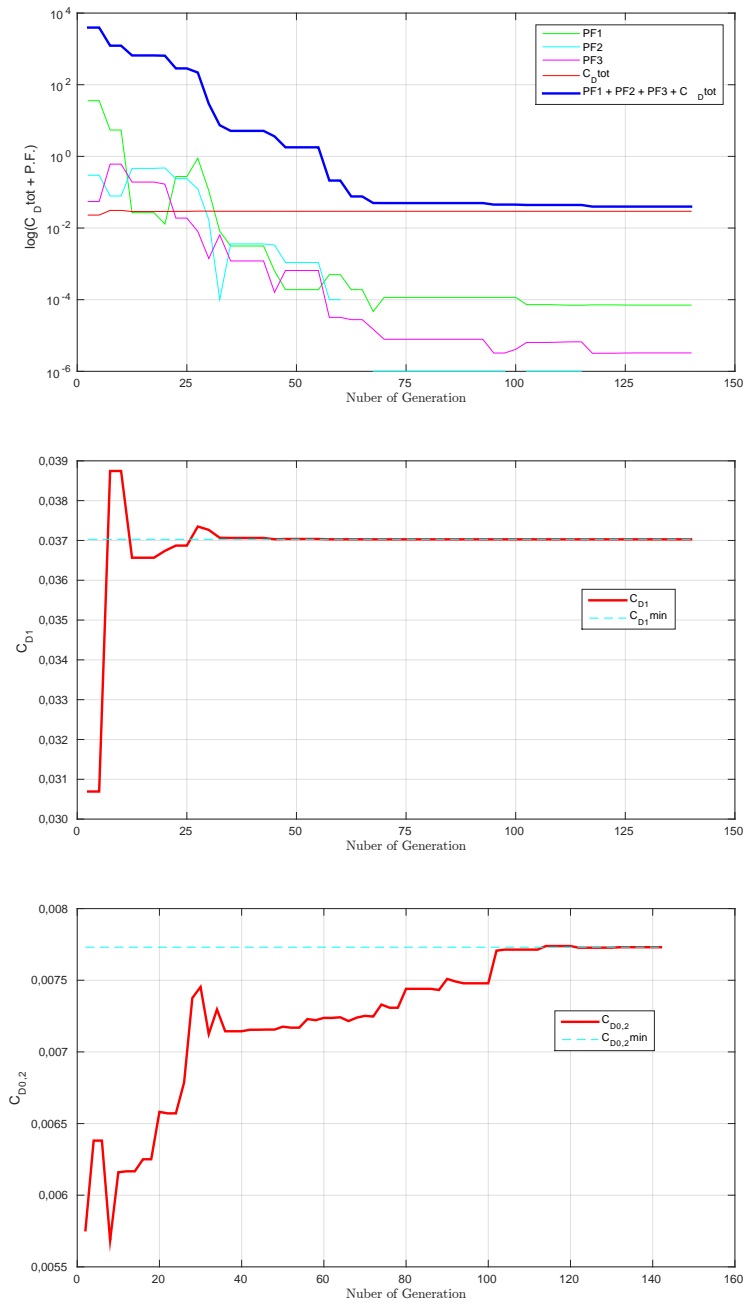 10^4
10^2
10^0
10^-2
10^-4
10^-6
log(C_D tot + P.F.)
PF1
PF2
PF3
C_D tot
PF1 + PF2 + PF3 + C_D tot
0 25 50 75 100 125 150
Nuber of Generation
0,039
0,038
0,037
0,036
0,035
0,034
0,033
0,032
0,031
0,030
C_D1
C_D1
C_D1 min
0 25 50 75 100 125 150
Nuber of Generation
0,008
0,0075
0,007
0,0065
0,006
0,0055
C_D0,2
C_D0,2
C_D0,2 min
0 20 40 60 80 100 120 140 160
Nuber of Generation